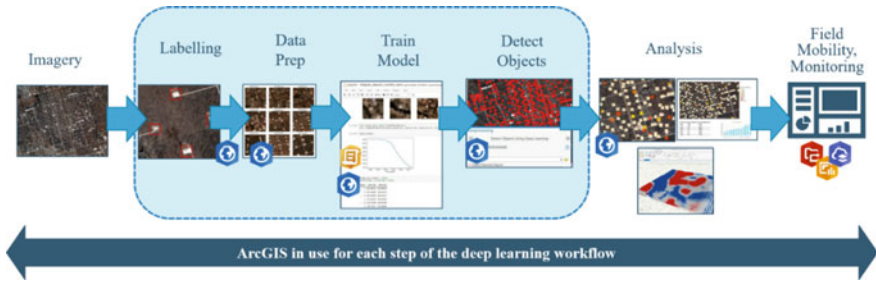 Imagery
Labelling
Data
Prep
Train
Model
Detect
Objects
Analysis
Field
Mobility,
Monitoring
ArcGIS in use for each step of the deep learning workflow